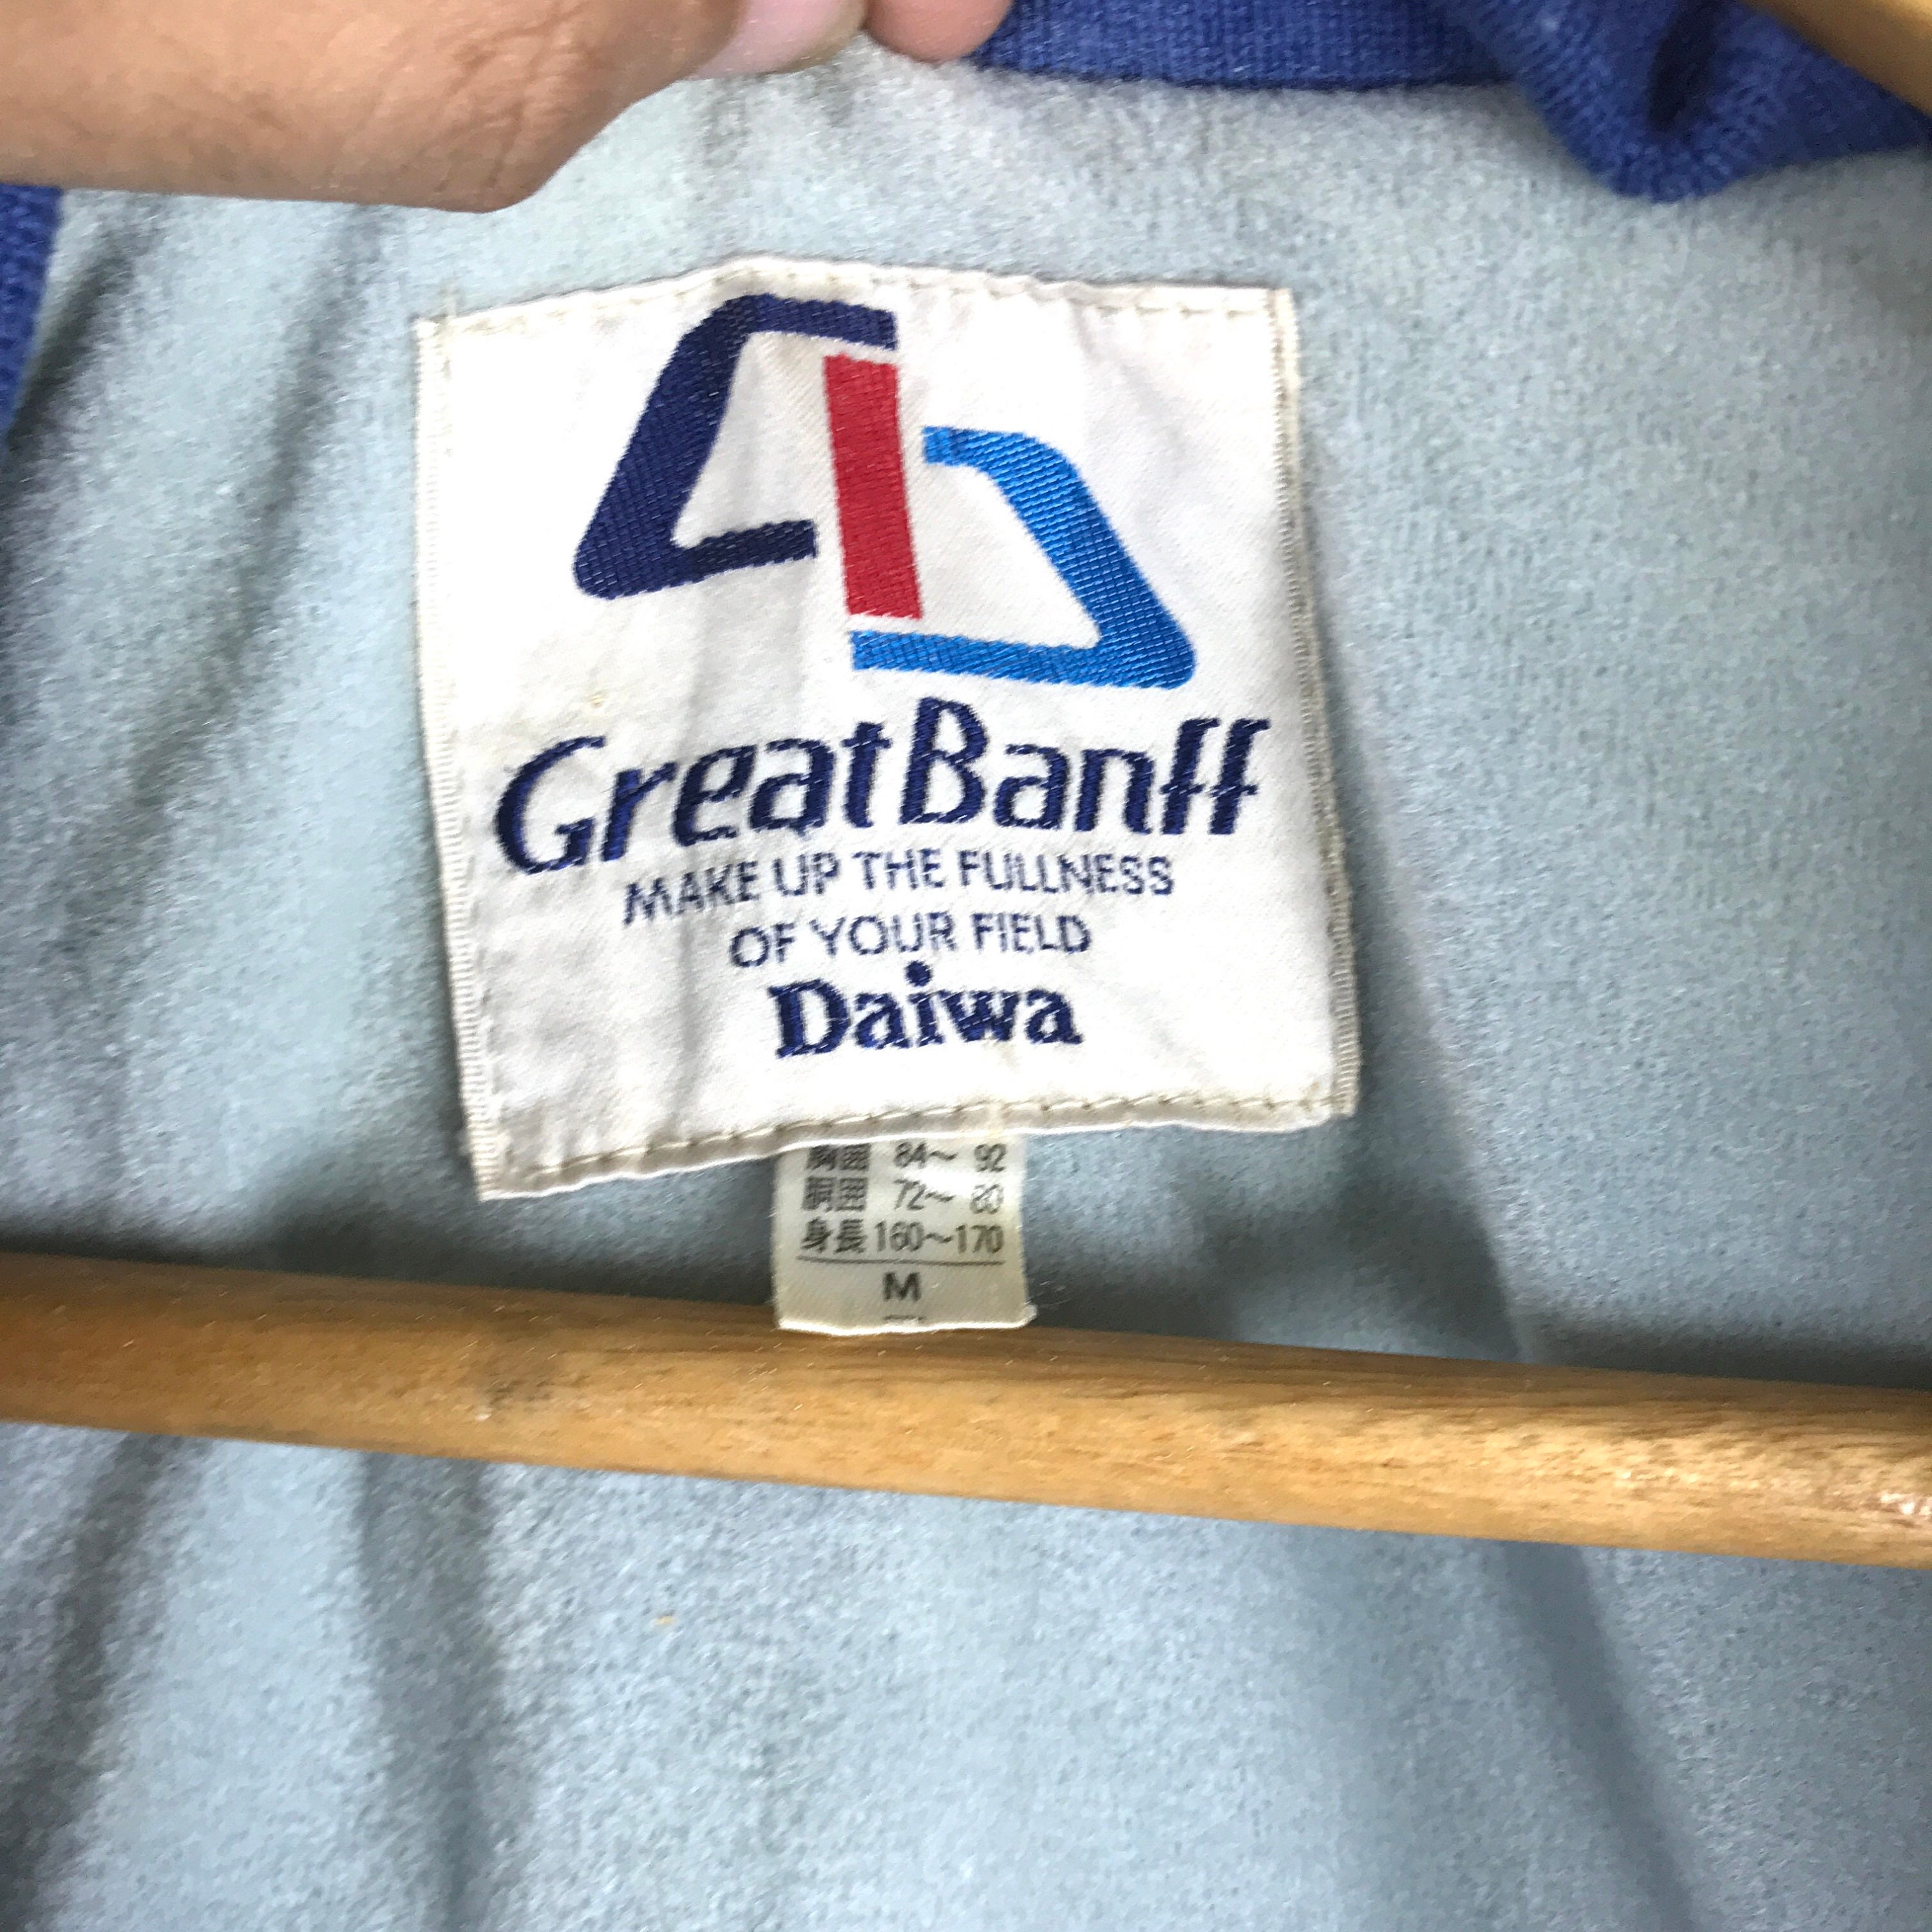 GreatBanff
MAKE UP THE FULLNESS
OF YOUR FIELD
Daiwa
胸囲 84～ 92
胴囲 72～ 80
身長 160～170
M